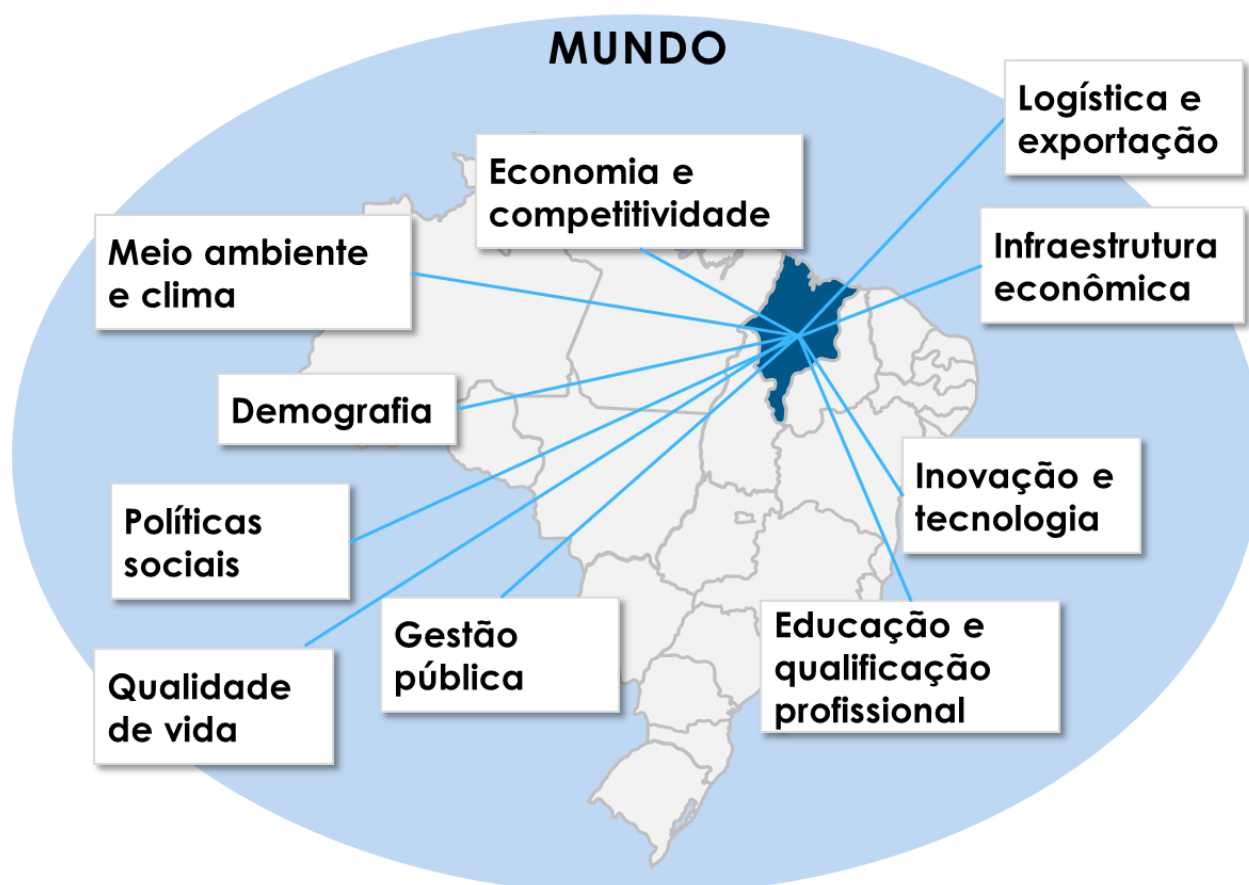 MUNDO
Logística e
exportação
Economia e
competitividade
Meio ambiente
e clima
Infraestrutura
econômica
Demografia
Inovação e
tecnologia
Políticas
sociais
Gestão
pública
Educação e
qualificação
profissional
Qualidade
de vida